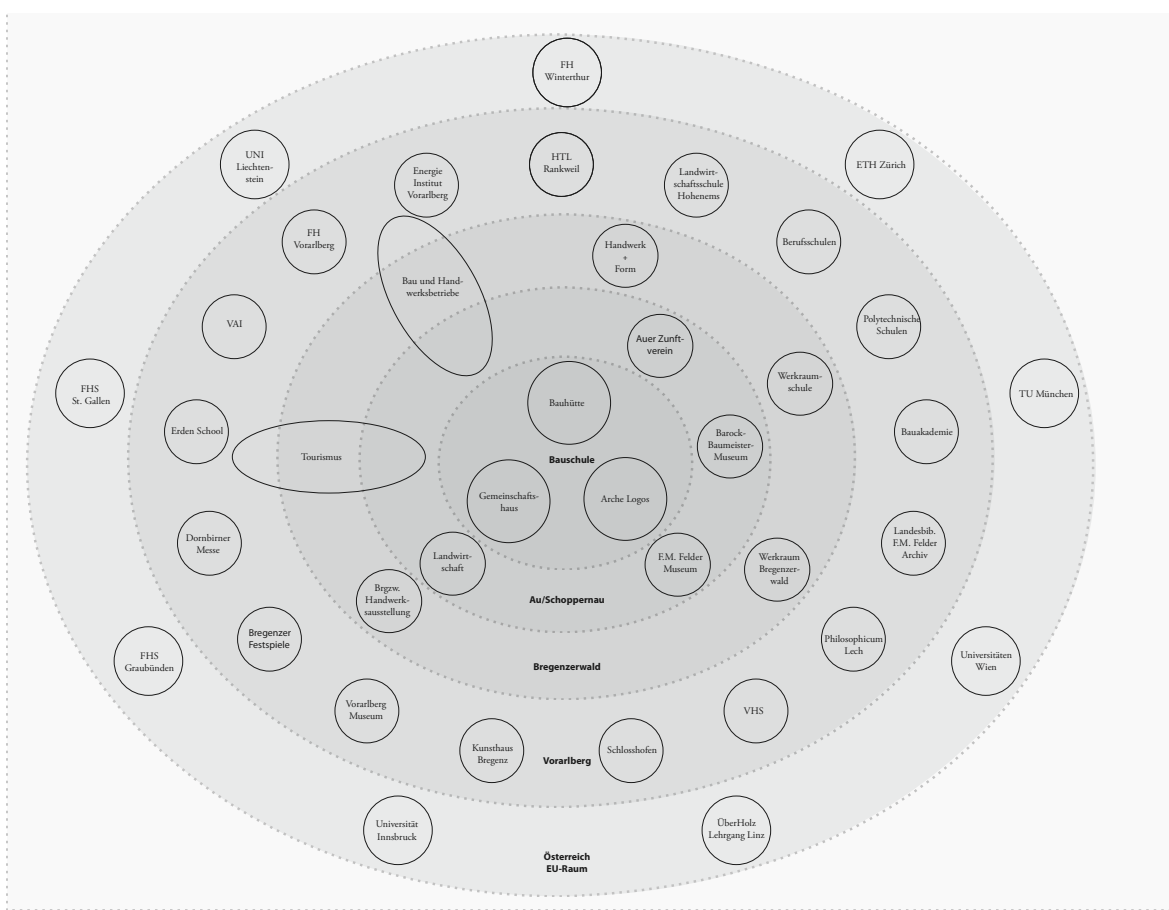 FH
Winterthur
UNI
Liechten-
stein
Energie
Institut
Vorarlberg
HTL
Rankweil
Landwirt-
schaftsschule
Hohenems
ETH Zürich
FH
Vorarlberg
Handwerk
+
Form
Berufsschulen
Bau und Hand-
werksbetriebe
VAI
Auer Zunft-
verein
Polytechnische
Schulen
FHS
St. Gallen
Bauhütte
Werkraum-
schule
TU München
Erden School
Tourismus
Bauschule
Barock-
Baumeister-
Museum
Bauakademie
Gemeinschafts-
haus
Arche Logos
Dornbirner
Messe
Landwirt-
schaft
F.M. Felder
Museum
Werkraum
Bregenzer-
wald
Landesbib.
F.M. Felder
Archiv
Brgzw.
Handwerk-
sausstellung
Au/Schoppernau
Bregenzer
Festspiele
Philosophicum
Lech
FHS
Graubünden
Bregenzerwald
Universitäten
Wien
Vorarlberg
Museum
VHS
Kunsthaus
Bregenz
Vorarlberg
Schlosshofen
Universität
Innsbruck
ÜberHolz
Lehrgang Linz
Österreich
EU-Raum